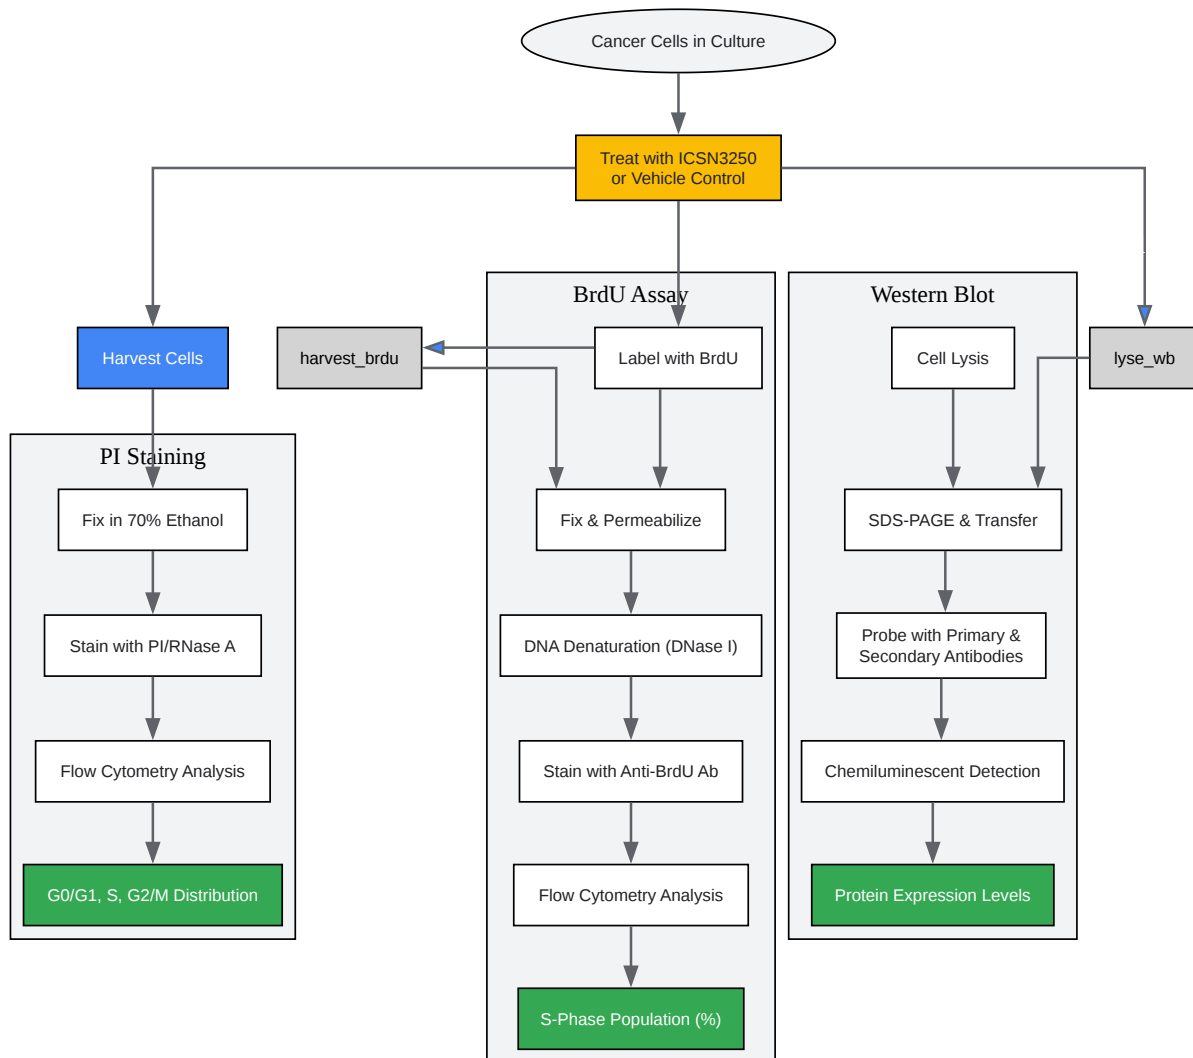 Cancer Cells in Culture
Treat with ICSN3250
or Vehicle Control
BrdU Assay
Western Blot
Harvest Cells
harvest_brdu
Label with BrdU
Cell Lysis
lyse_wb
PI Staining
Fix in 70% Ethanol
Fix & Permeabilize
SDS-PAGE & Transfer
Stain with PI/RNase A
DNA Denaturation (DNase I)
Probe with Primary &
Secondary Antibodies
Flow Cytometry Analysis
Stain with Anti-BrdU Ab
Chemiluminescent Detection
G0/G1, S, G2/M Distribution
Flow Cytometry Analysis
Protein Expression Levels
S-Phase Population (%)